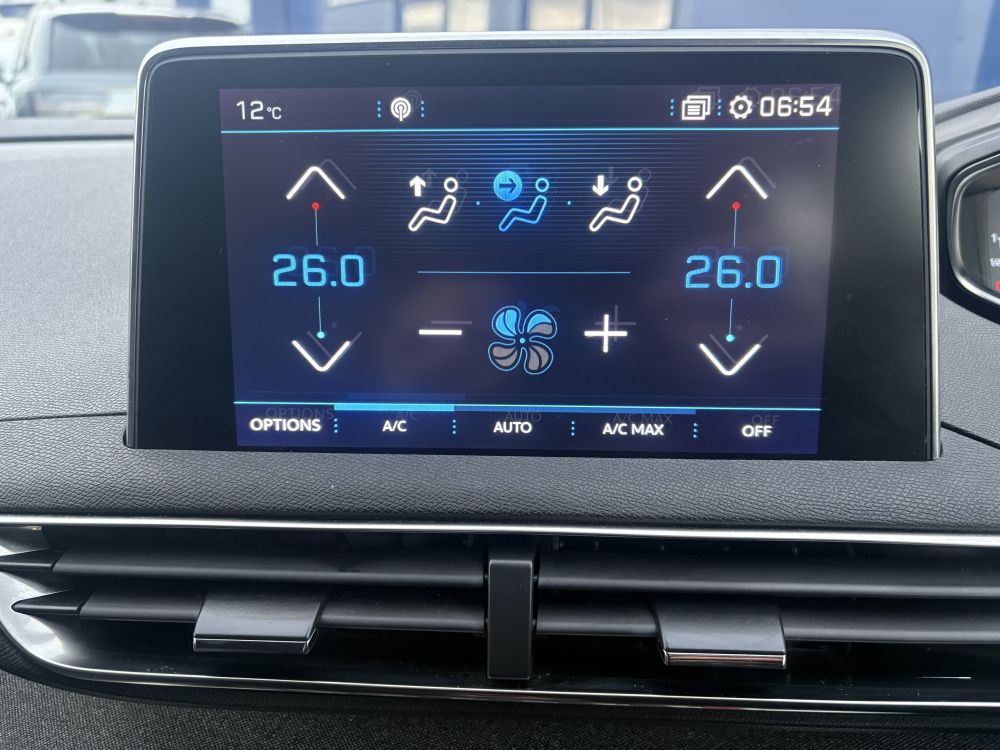 12°C
06:54
26.0
26.0
OPTIONS A/C AUTO A/C MAX OFF